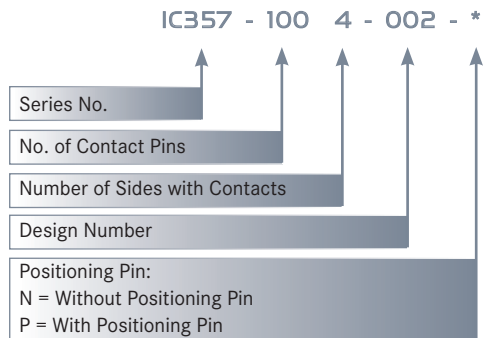 IC357 - 100 4 - 002 - *
Series No.
No. of Contact Pins
Number of Sides with Contacts
Design Number
Positioning Pin:
N = Without Positioning Pin
P = With Positioning Pin